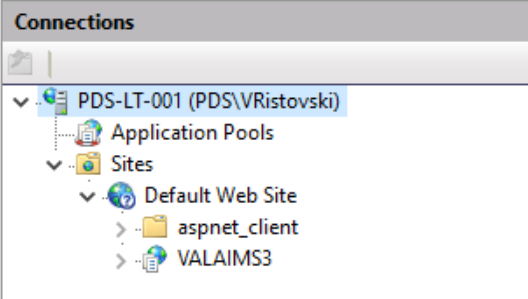 Connections
PDS-LT-001 (PDS\VRistovski)
Application Pools
Sites
Default Web Site
aspnet_client
VALAIMS3